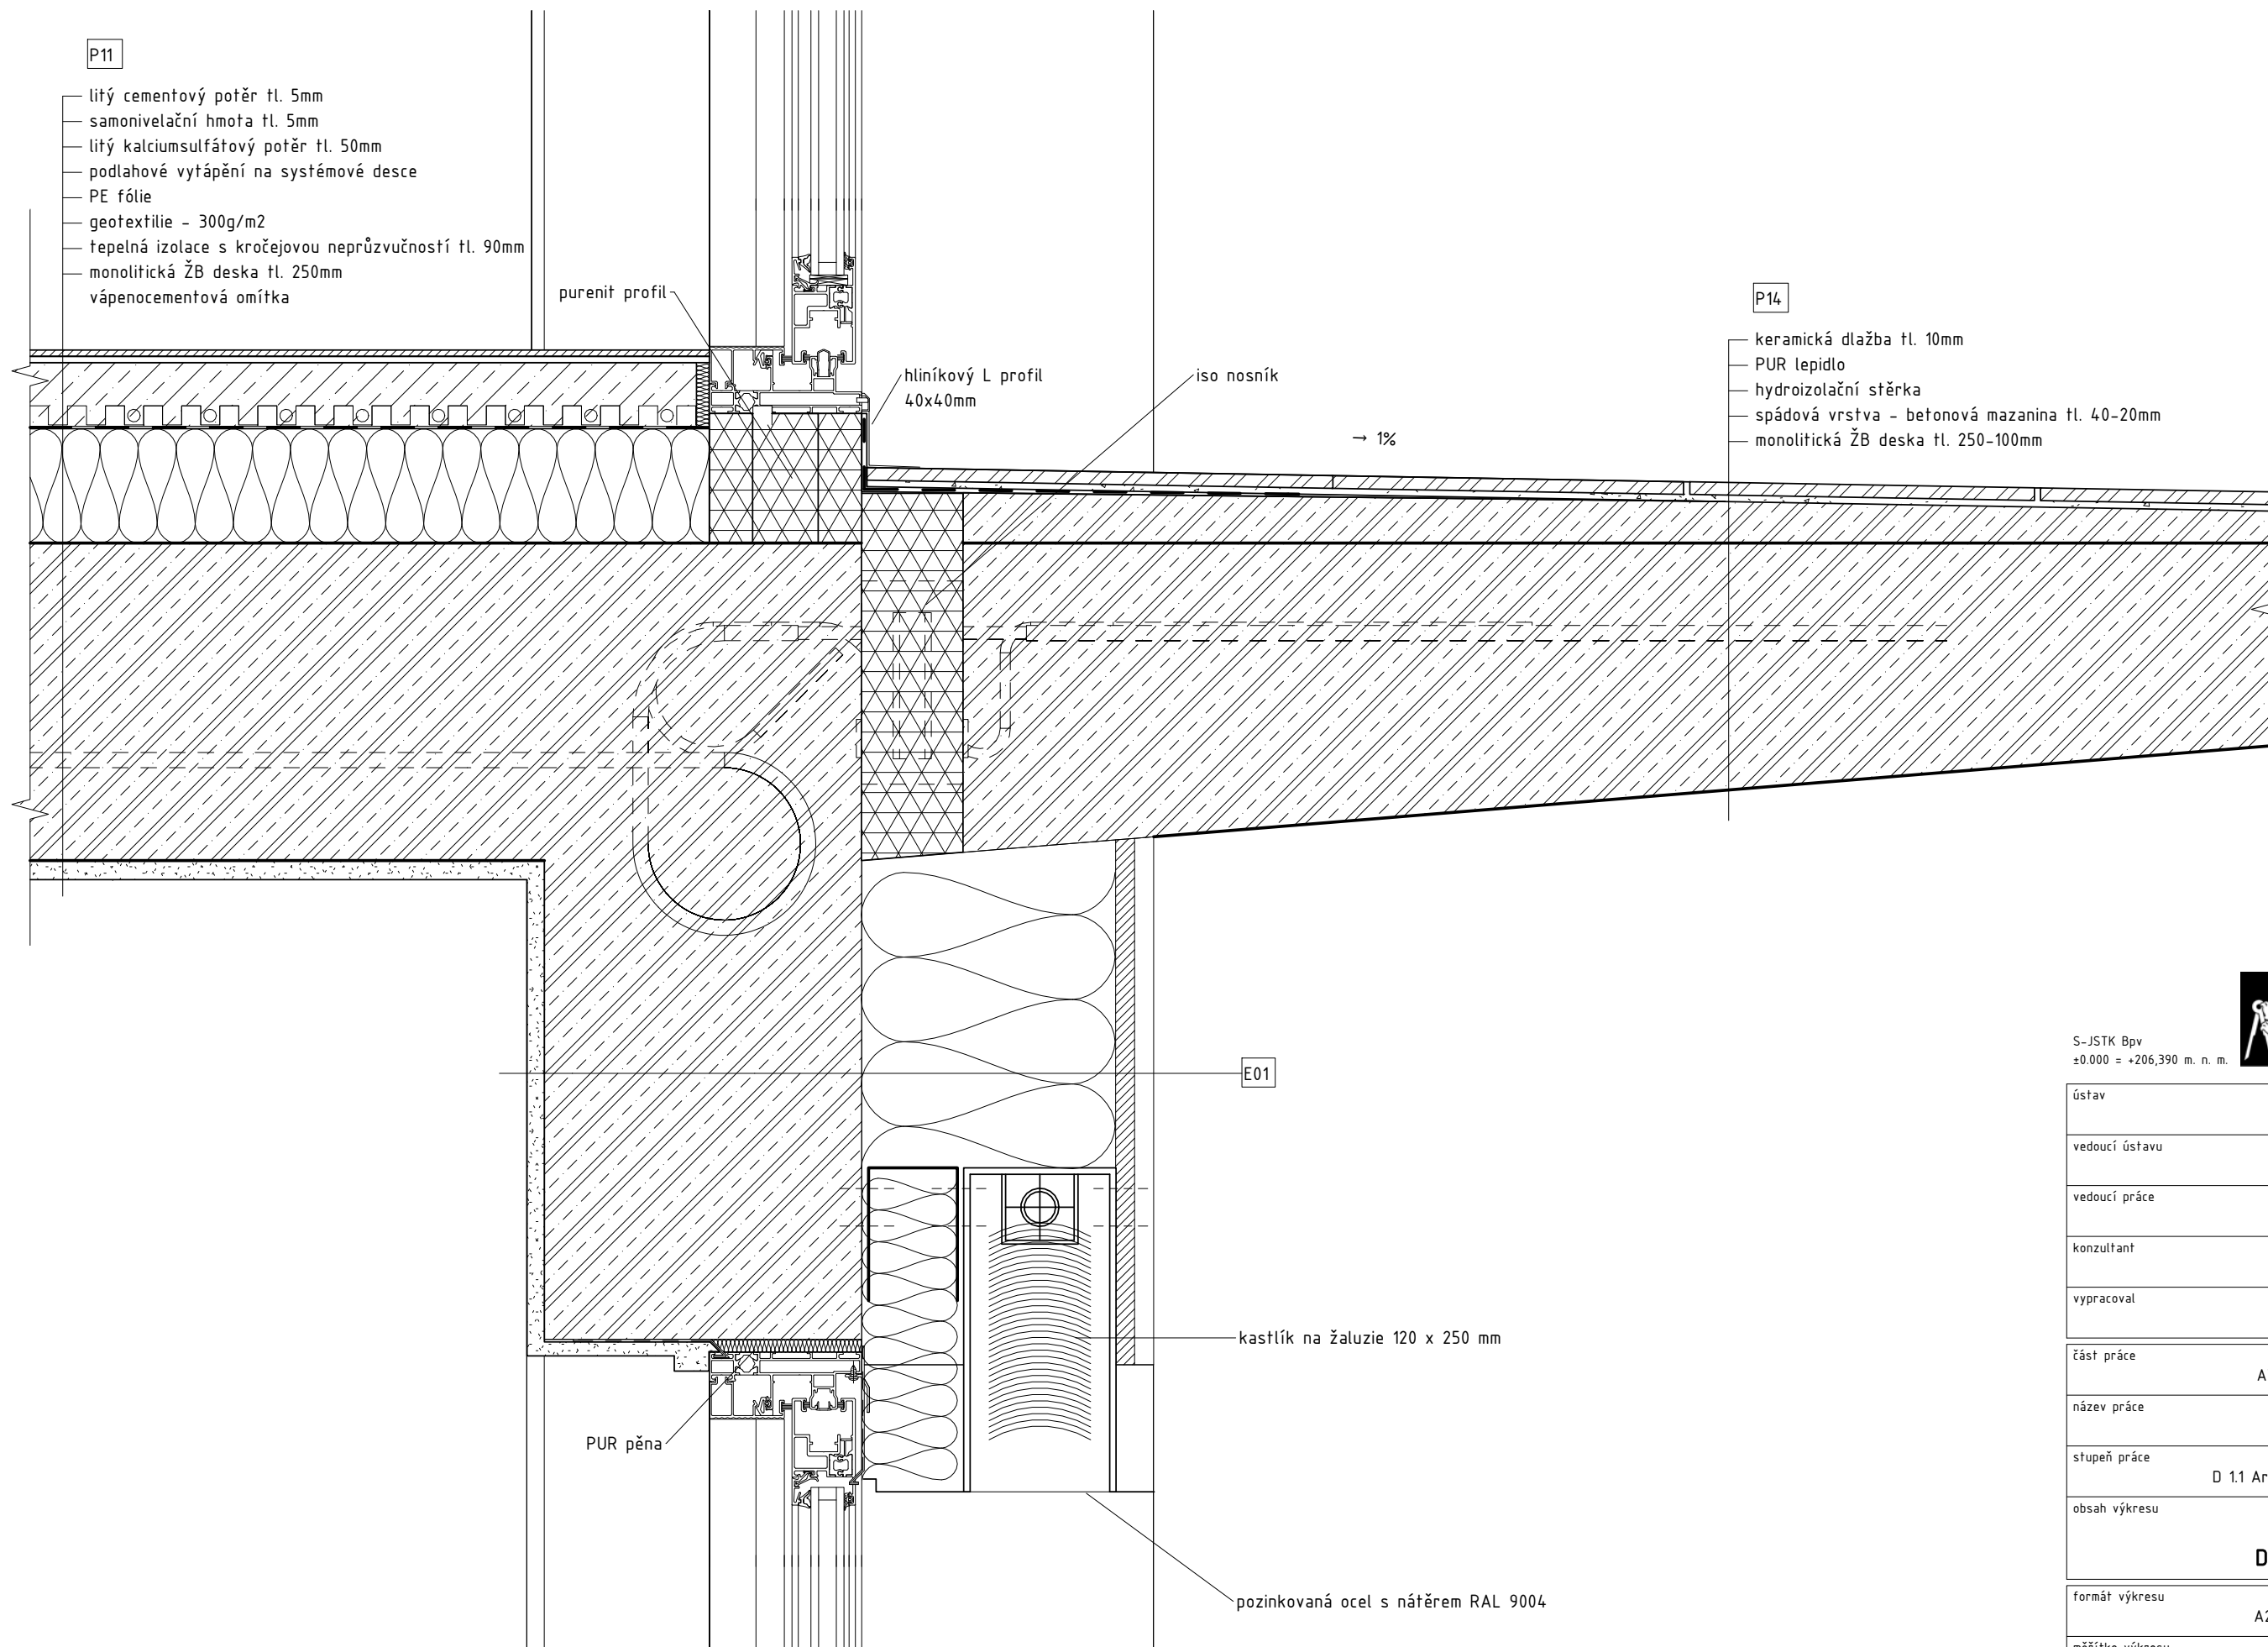 P11
litý cementový potěr tl. 5mm
samonivelační hmota tl. 5mm
litý kalciumsulfátový potěr tl. 50mm
podlahové vytápění na systémové desce
PE fólie
geotextilie - 300g/m2
tepelná izolace s kročejovou neprůzvučností tl. 90mm
monolitická ŽB deska tl. 250mm
vápenocementová omítka
purenit profil
hliníkový L profil
40x40mm
iso nosník
→ 1%
P14
keramická dlažba tl. 10mm
PUR lepidlo
hydroizolační stěrka
spádová vrstva - betonová mazanina tl. 40-20mm
monolitická ŽB deska tl. 250-100mm
E01
kastlík na žaluzie 120 x 250 mm
PUR pěna
pozinkovaná ocel s nátěrem RAL 9004
S-JSTK Bpv
±0.000 = +206,390 m. n. m.
ústav
vedoucí ústavu
vedoucí práce
konzultant
vypracoval
část práce
A
název práce
stupeň práce
D 1.1 Ar
obsah výkresu
D
formát výkresu
A2